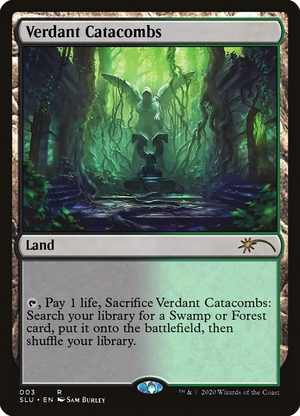 Verdant Catacombs
Land
, Pay 1 life, Sacrifice Verdant Catacombs:
Search your library for a Swamp or Forest
card, put it onto the battlefield, then
shuffle your library.
003 R
SLU • EN Sam Burley
™ & © 2020 Wizards of the Coast